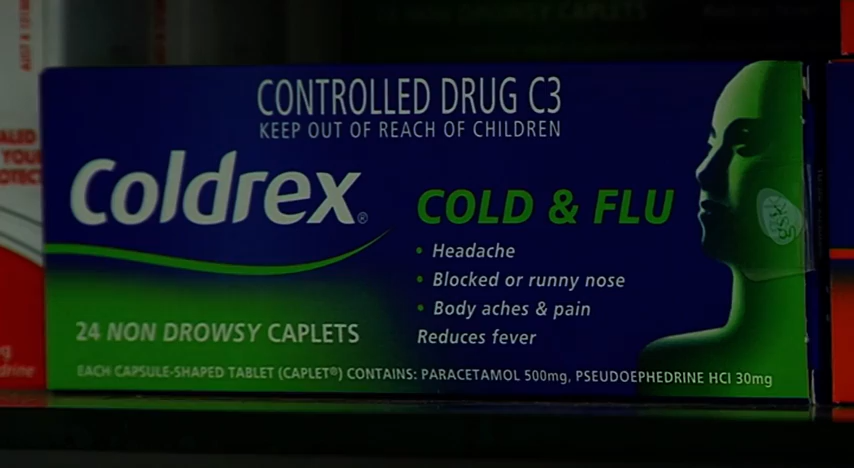 CONTROLLED DRUG C3
KEEP OUT OF REACH OF CHILDREN
Coldrex®
COLD & FLU
• Headache
• Blocked or runny nose
• Body aches & pain
Reduces fever
24 NON DROWSY CAPLETS
EACH CAPSULE-SHAPED TABLET (CAPLET®) CONTAINS: PARACETAMOL 500mg, PSEUDOEPHEDRINE HCl 30mg
YOUR